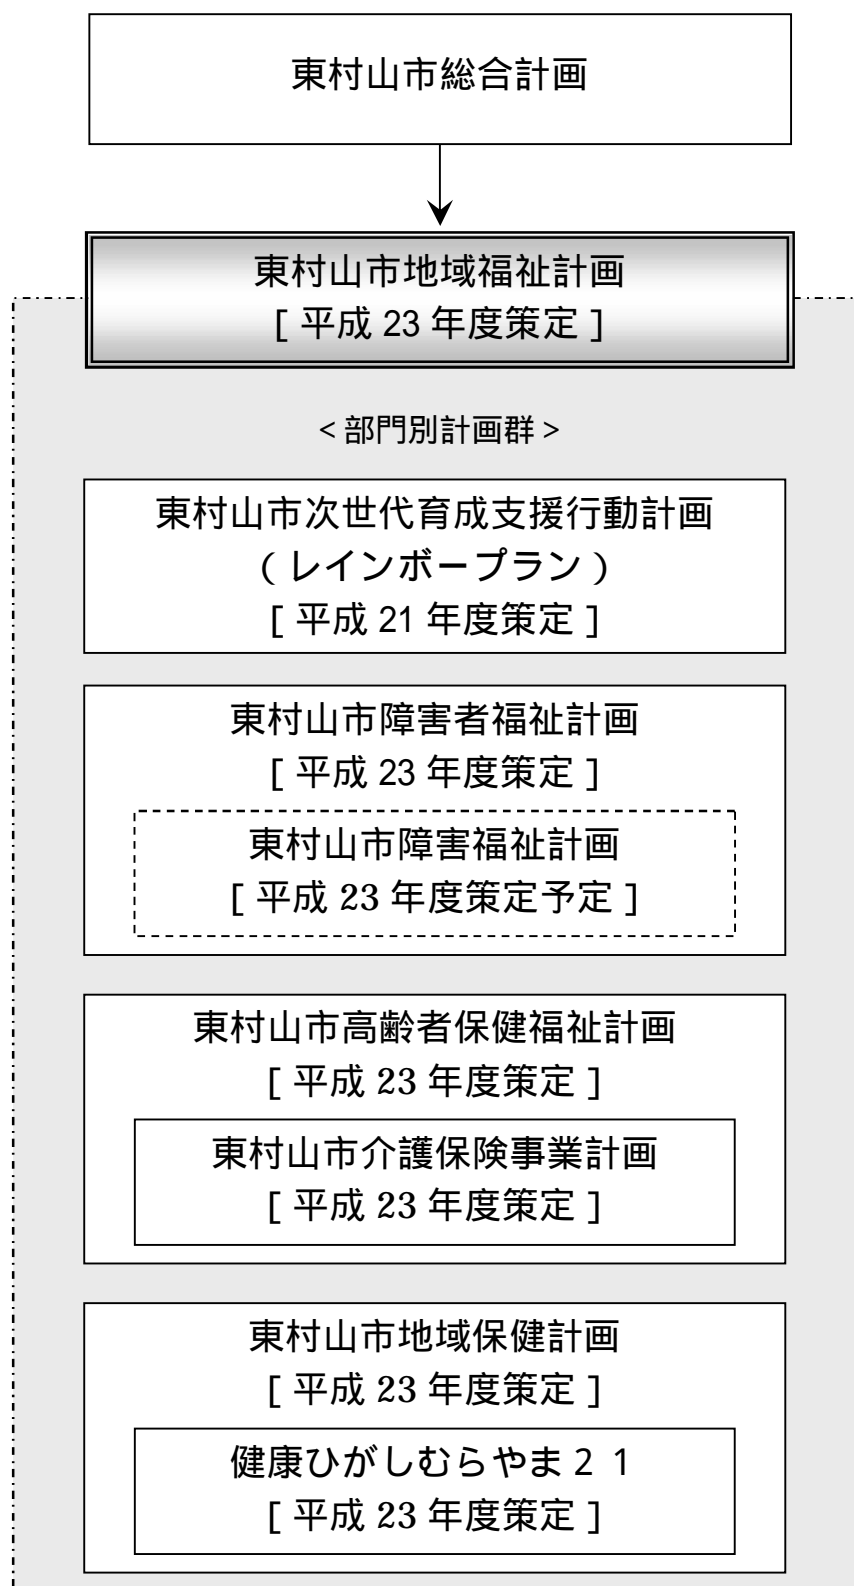 東村山市総合計画
東村山市地域福祉計画
[ 平成 23 年度策定 ]
＜部門別計画群＞
東村山市次世代育成支援行動計画
（レインボープラン）
[ 平成 21 年度策定 ]
東村山市障害者福祉計画
[ 平成 23 年度策定 ]
東村山市障害福祉計画
[ 平成 23 年度策定予定 ]
東村山市高齢者保健福祉計画
[ 平成 23 年度策定 ]
東村山市介護保険事業計画
[ 平成 23 年度策定 ]
東村山市地域保健計画
[ 平成 23 年度策定 ]
健康ひがしむらやま２１
[ 平成 23 年度策定 ]